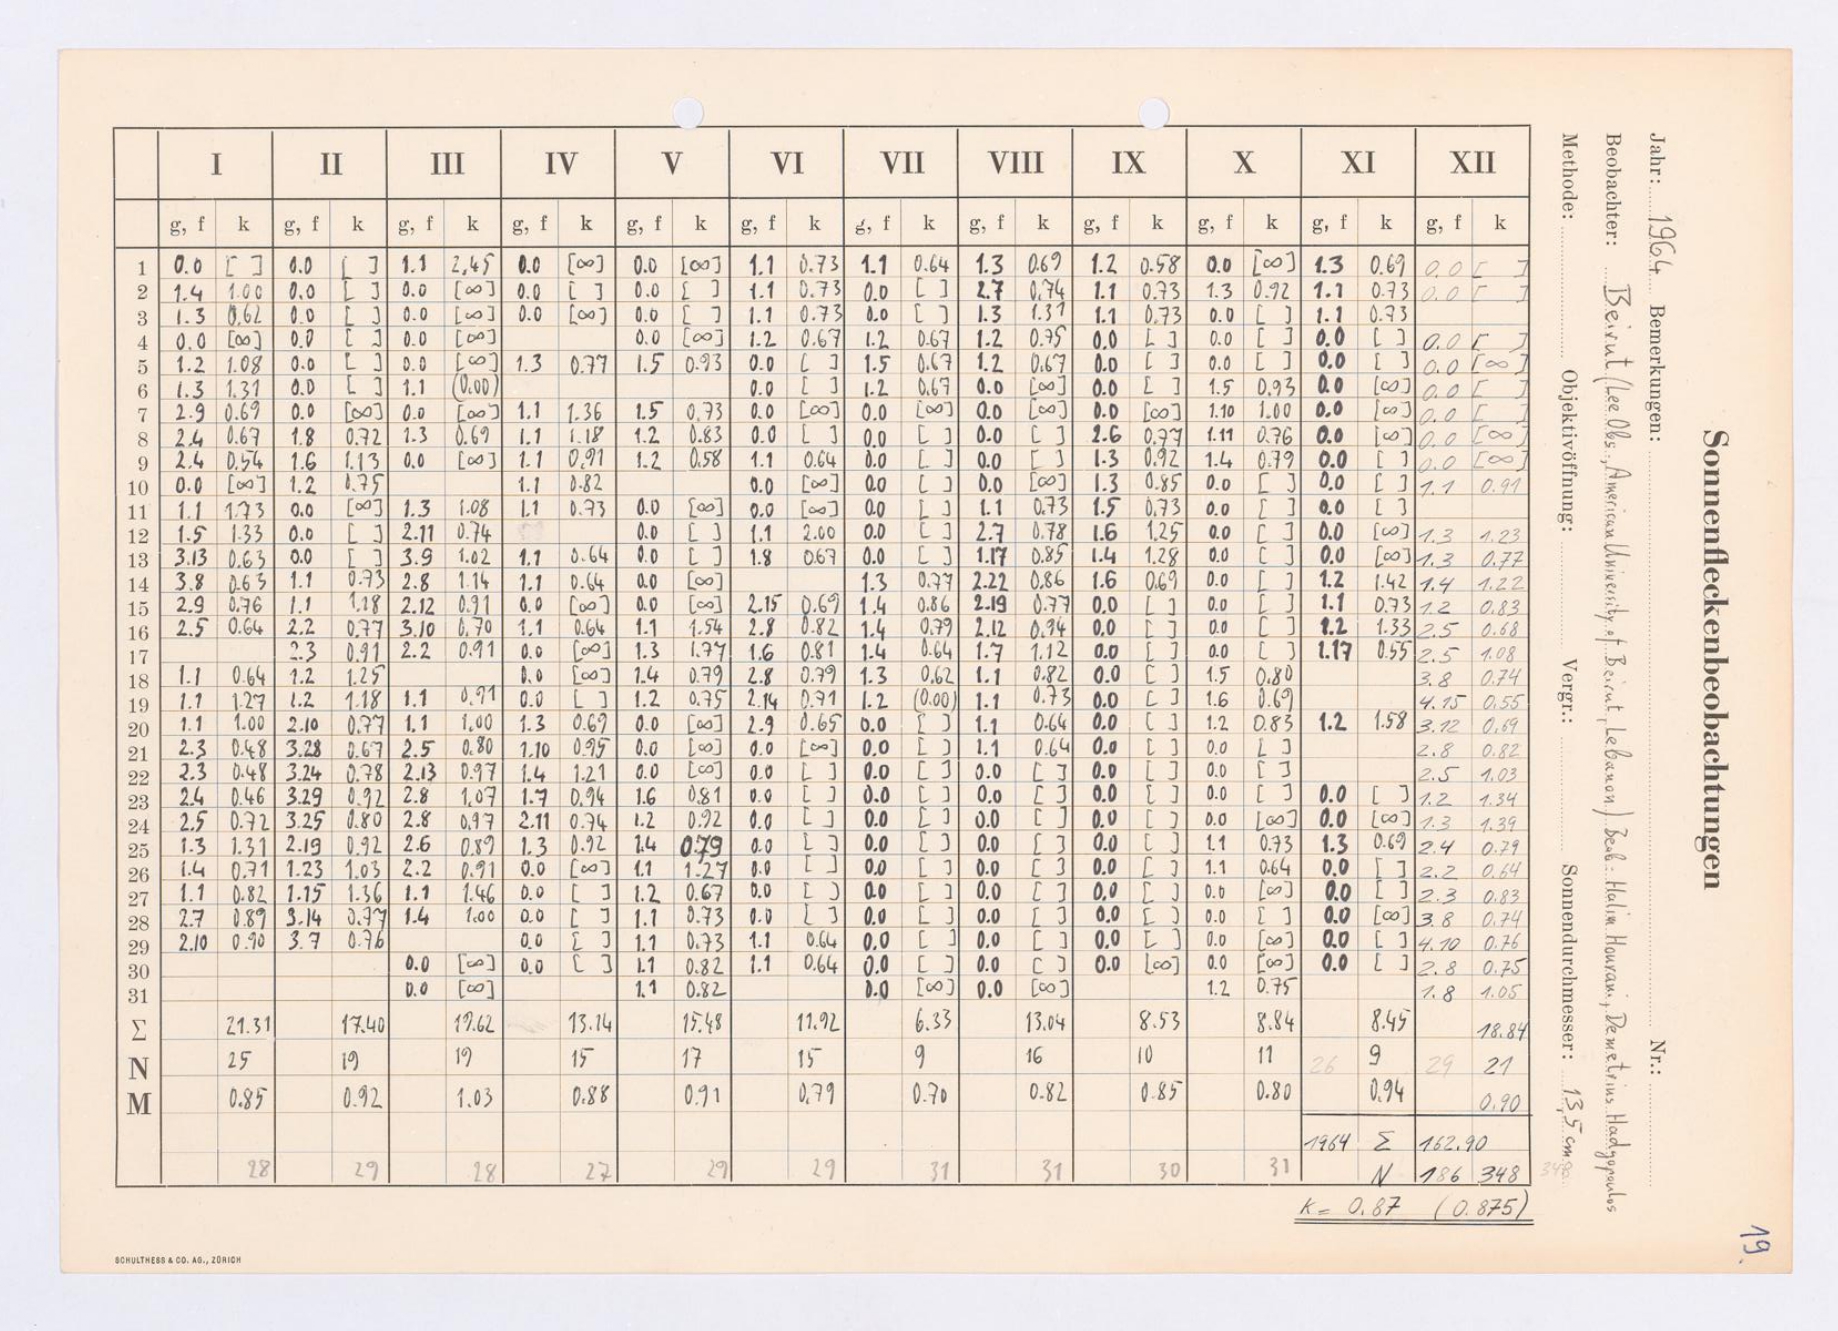 Sonnenfleckenbeobachtungen
Jahr: 1964 Bemerkungen: Nr.:
Beobachter: Beirut (Lee Obs., American University of Beirut, Lebanon) Beob: Halim Hourani, Demetrius Hadgopoulos
Methode: Objektivöffnung: Vergr.: Sonnendurchmesser: 13,5 cm
I II III IV V VI VII VIII IX X XI XII
g, f k g, f k g, f k g, f k g, f k g, f k g, f k g, f k g, f k g, f k g, f k g, f k
1 0.0 [ ] 0.0 [ ] 1.1 2,45 0.0 [∞] 0.0 [∞] 1.1 0.73 1.1 0.64 1.3 0.69 1.2 0.58 0.0 [∞] 1.3 0.69 0.0 [ ]
2 1.4 1.00 0.0 [ ] 0.0 [∞] 0.0 [ ] 0.0 [ ] 1.1 0.73 0.0 [ ] 2.7 0.74 1.1 0.73 1.3 0.92 1.1 0.73 0.0 [ ]
3 1.3 0.62 0.0 [ ] 0.0 [∞] 0.0 [∞] 0.0 [ ] 1.1 0.73 0.0 [ ] 1.3 1.31 1.1 0.73 0.0 [ ] 1.1 0.73
4 0.0 [∞] 0.0 [ ] 0.0 [∞] 0.0 [∞] 1.2 0.67 1.2 0.67 1.2 0.75 0.0 [ ] 0.0 [ ] 0.0 [ ] 0.0 [ ]
5 1.2 1.08 0.0 [ ] 0.0 [∞] 1.3 0.77 1.5 0.93 0.0 [ ] 1.5 0.67 1.2 0.67 0.0 [ ] 0.0 [ ] 0.0 [ ] 0.0 [∞]
6 1.3 1.31 0.0 [ ] 1.1 (0.00) 0.0 [ ] 1.2 0.67 0.0 [∞] 0.0 [ ] 1.5 0.93 0.0 [∞] 0.0 [ ]
7 2.9 0.69 0.0 [∞] 0.0 [∞] 1.1 1.36 1.5 0.73 0.0 [∞] 0.0 [∞] 0.0 [∞] 0.0 [∞] 1.10 1.00 0.0 [∞] 0.0 [ ]
8 2.4 0.67 1.8 0.72 1.3 0.69 1.1 1.18 1.2 0.83 0.0 [ ] 0.0 [ ] 0.0 [ ] 2.6 0.77 1.11 0.76 0.0 [∞] 0.0 [∞]
9 2.4 0.54 1.6 1.13 0.0 [∞] 1.1 0.91 1.2 0.58 1.1 0.64 0.0 [ ] 0.0 [ ] 1.3 0.92 1.4 0.79 0.0 [ ] 0.0 [∞]
10 0.0 [∞] 1.2 0.75 1.1 0.82 0.0 [∞] 0.0 [ ] 0.0 [∞] 1.3 0.85 0.0 [ ] 0.0 [ ] 1.1 0.91
11 1.1 1.73 0.0 [∞] 1.3 1.08 1.1 0.73 0.0 [∞] 0.0 [∞] 0.0 [ ] 1.1 0.73 1.5 0.73 0.0 [ ] 0.0 [ ]
12 1.5 1.33 0.0 [ ] 2.11 0.74 0.0 [ ] 1.1 2.00 0.0 [ ] 2.7 0.78 1.6 1.25 0.0 [ ] 0.0 [∞] 1.3 1.23
13 3.13 0.63 0.0 [ ] 3.9 1.02 1.1 0.64 0.0 [ ] 1.8 0.67 0.0 [ ] 1.17 0.85 1.4 1.28 0.0 [ ] 0.0 [∞] 1.3 0.77
14 3.8 0.63 1.1 0.73 2.8 1.14 1.1 0.64 0.0 [∞] 1.3 0.77 2.22 0.86 1.6 0.69 0.0 [ ] 1.2 1.42 1.4 1.22
15 2.9 0.76 1.1 1.18 2.12 0.91 0.0 [∞] 0.0 [∞] 2.15 0.69 1.4 0.86 2.19 0.77 0.0 [ ] 0.0 [ ] 1.1 0.73 1.2 0.83
16 2.5 0.64 2.2 0.77 3.10 0.70 1.1 0.64 1.1 1.54 2.8 0.82 1.4 0.79 2.12 0.94 0.0 [ ] 0.0 [ ] 1.2 1.33 2.5 0.68
17 2.3 0.91 2.2 0.91 0.0 [∞] 1.3 1.77 1.6 0.81 1.4 0.64 1.7 1.12 0.0 [ ] 0.0 [ ] 1.17 0.55 2.5 1.08
18 1.1 0.64 1.2 1.25 0.0 [∞] 1.4 0.79 2.8 0.79 1.3 0.62 1.1 0.82 0.0 [ ] 1.5 0.80 3.8 0.74
19 1.1 1.27 1.2 1.18 1.1 0.91 0.0 [ ] 1.2 0.75 2.14 0.71 1.2 (0.00) 1.1 0.73 0.0 [ ] 1.6 0.69 4.15 0.55
20 1.1 1.00 2.10 0.77 1.1 1.00 1.3 0.69 0.0 [∞] 2.9 0.65 0.0 [ ] 1.1 0.64 0.0 [ ] 1.2 0.83 1.2 1.58 3.12 0.69
21 2.3 0.48 3.28 0.67 2.5 0.80 1.10 0.95 0.0 [∞] 0.0 [∞] 0.0 [ ] 1.1 0.64 0.0 [ ] 0.0 [ ] 2.8 0.82
22 2.3 0.48 3.24 0.78 2.13 0.97 1.4 1.21 0.0 [∞] 0.0 [ ] 0.0 [ ] 0.0 [ ] 0.0 [ ] 0.0 [ ] 2.5 1.03
23 2.4 0.46 3.29 0.92 2.8 1.07 1.7 0.94 1.6 0.81 0.0 [ ] 0.0 [ ] 0.0 [ ] 0.0 [ ] 0.0 [ ] 0.0 [ ] 1.2 1.34
24 2.5 0.72 3.25 0.80 2.8 0.97 2.11 0.74 1.2 0.92 0.0 [ ] 0.0 [ ] 0.0 [ ] 0.0 [ ] 0.0 [∞] 0.0 [∞] 1.3 1.39
25 1.3 1.31 2.19 0.92 2.6 0.89 1.3 0.92 1.4 0.79 0.0 [ ] 0.0 [ ] 0.0 [ ] 0.0 [ ] 1.1 0.73 1.3 0.69 2.4 0.79
26 1.4 0.71 1.23 1.03 2.2 0.91 0.0 [∞] 1.1 1.27 0.0 [ ] 0.0 [ ] 0.0 [ ] 0.0 [ ] 1.1 0.64 0.0 [ ] 2.2 0.64
27 1.1 0.82 1.15 1.36 1.1 1.46 0.0 [ ] 1.2 0.67 0.0 [ ] 0.0 [ ] 0.0 [ ] 0.0 [ ] 0.0 [∞] 0.0 [ ] 2.3 0.83
28 2.7 0.89 3.14 0.77 1.4 1.00 0.0 [ ] 1.1 0.73 0.0 [ ] 0.0 [ ] 0.0 [ ] 0.0 [ ] 0.0 [ ] 0.0 [∞] 3.8 0.74
29 2.10 0.90 3.7 0.76 0.0 [ ] 1.1 0.73 1.1 0.64 0.0 [ ] 0.0 [ ] 0.0 [ ] 0.0 [∞] 0.0 [ ] 4.10 0.76
30 0.0 [∞] 0.0 [ ] 1.1 0.82 1.1 0.64 0.0 [ ] 0.0 [ ] 0.0 [∞] 0.0 [∞] 0.0 [ ] 2.8 0.75
31 0.0 [∞] 1.1 0.82 0.0 [∞] 0.0 [∞] 1.2 0.75 1.8 1.05
Σ 21.31 17.40 19.62 13.14 15.48 11.92 6.33 13.04 8.53 8.84 8.45 18.84
N 25 19 19 15 17 15 9 16 10 11 26 9 29 21
M 0.85 0.92 1.03 0.88 0.91 0.79 0.70 0.82 0.85 0.80 0.94 0.90
1964 Σ 162.90
28 29 28 27 29 29 31 31 30 31 N 186 348 348
K = 0.87 (0.875)
SCHULTHESS & CO. AG., ZÜRICH
19.